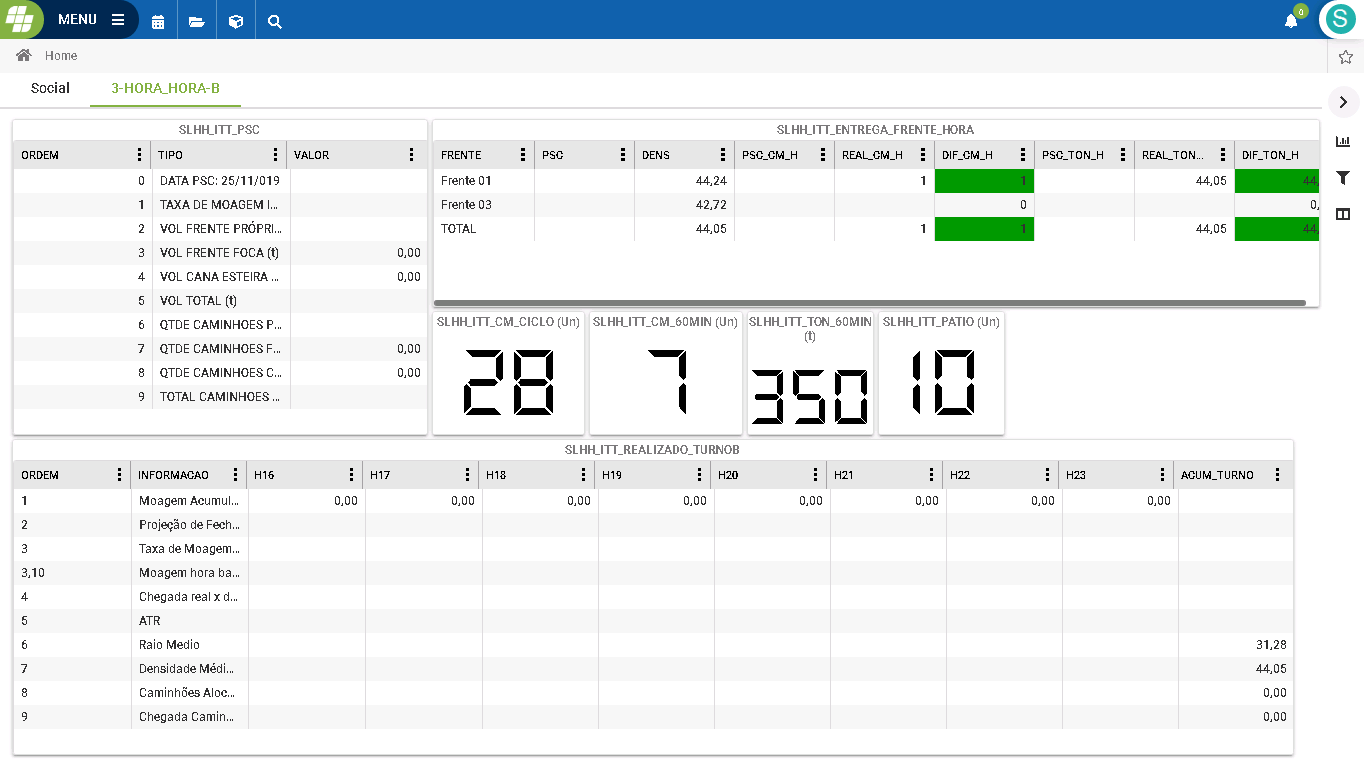 MENU
0
S
Home
Social 3-HORA_HORA-B
SLHH_ITT_PSC
ORDEM TIPO VALOR
0 DATA PSC: 25/11/019
1 TAXA DE MOAGEM I...
2 VOL FRENTE PRÓPRI...
3 VOL FRENTE FOCA (t) 0,00
4 VOL CANA ESTEIRA ... 0,00
5 VOL TOTAL (t)
6 QTDE CAMINHOES P...
7 QTDE CAMINHOES F... 0,00
8 QTDE CAMINHOES C... 0,00
9 TOTAL CAMINHOES ...
SLHH_ITT_ENTREGA_FRENTE_HORA
FRENTE PSC DENS PSC_CM_H REAL_CM_H DIF_CM_H PSC_TON_H REAL_TON... DIF_TON_H
Frente 01 44,24 1 1 44,05 44,
Frente 03 42,72 0 0,
TOTAL 44,05 1 1 44,05 44,
SLHH_ITT_CM_CICLO (Un)
28
SLHH_ITT_CM_60MIN (Un)
7
SLHH_ITT_TON_60MIN
(t)
350
SLHH_ITT_PATIO (Un)
10
SLHH_ITT_REALIZADO_TURNOB
ORDEM INFORMACAO H16 H17 H18 H19 H20 H21 H22 H23 ACUM_TURNO
1 Moagem Acumul... 0,00 0,00 0,00 0,00 0,00 0,00 0,00 0,00
2 Projeção de Fech...
3 Taxa de Moagem...
3,10 Moagem hora ba...
4 Chegada real x d...
5 ATR
6 Raio Medio 31,28
7 Densidade Médi... 44,05
8 Caminhões Aloc... 0,00
9 Chegada Camin... 0,00